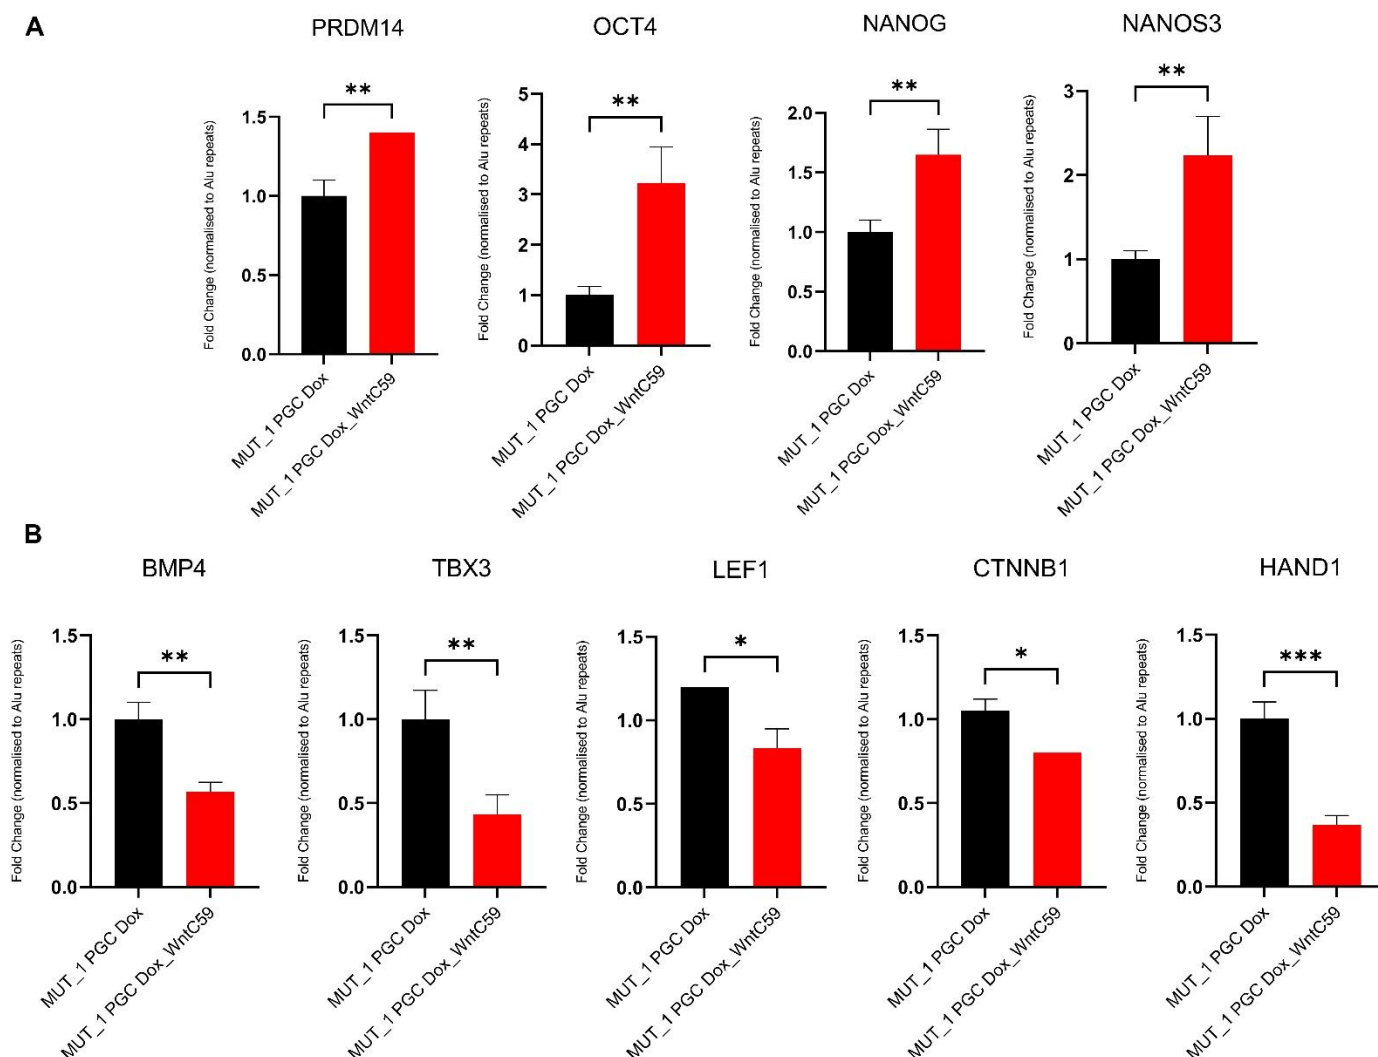 A
PRDM14
OCT4
NANOG
NANOS3
**
**
**
**
Fold Change (normalised to Alu repeats)
1.5
1.0
0.5
0.0
Fold Change (normalised to Alu repeats)
5
4
3
2
1
0
Fold Change (normalised to Alu repeats)
2.0
1.5
1.0
0.5
0.0
Fold Change (normalised to Alu repeats)
3
2
1
0
MUT_1 PGC Dox
MUT_1 PGC Dox_WntC59
MUT_1 PGC Dox
MUT_1 PGC Dox_WntC59
MUT_1 PGC Dox
MUT_1 PGC Dox_WntC59
MUT_1 PGC Dox
MUT_1 PGC Dox_WntC59
B
BMP4
TBX3
LEF1
CTNNB1
HAND1
**
**
*
*
***
Fold Change (normalised to Alu repeats)
1.5
1.0
0.5
0.0
Fold Change (normalised to Alu repeats)
1.5
1.0
0.5
0.0
Fold Change (normalised to Alu repeats)
1.5
1.0
0.5
0.0
Fold Change (normalised to Alu repeats)
1.5
1.0
0.5
0.0
Fold Change (normalised to Alu repeats)
1.5
1.0
0.5
0.0
MUT_1 PGC Dox
MUT_1 PGC Dox_WntC59
MUT_1 PGC Dox
MUT_1 PGC Dox_WntC59
MUT_1 PGC Dox
MUT_1 PGC Dox_WntC59
MUT_1 PGC Dox
MUT_1 PGC Dox_WntC59
MUT_1 PGC Dox
MUT_1 PGC Dox_WntC59